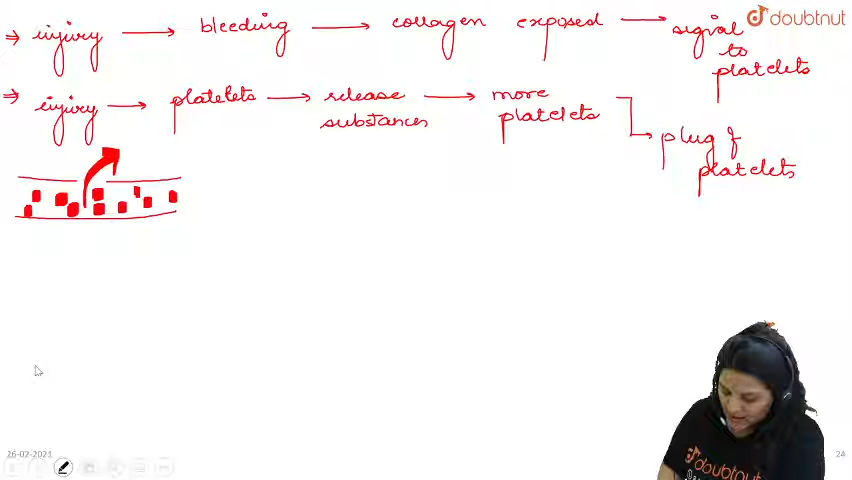 doubtnut
⇒ injury → bleeding → collagen exposed → signal
to
platelets
⇒ injury → platelets → release → more
substances platelets
plug of
platelets
doubtnut
26-02-2021
24